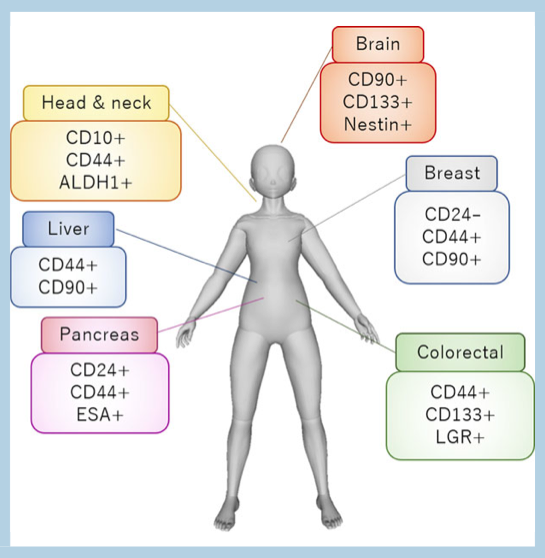 Brain
CD90+
CD133+
Nestin+
Head & neck
CD10+
CD44+
ALDH1+
Breast
CD24−
CD44+
CD90+
Liver
CD44+
CD90+
Pancreas
CD24+
CD44+
ESA+
Colorectal
CD44+
CD133+
LGR+